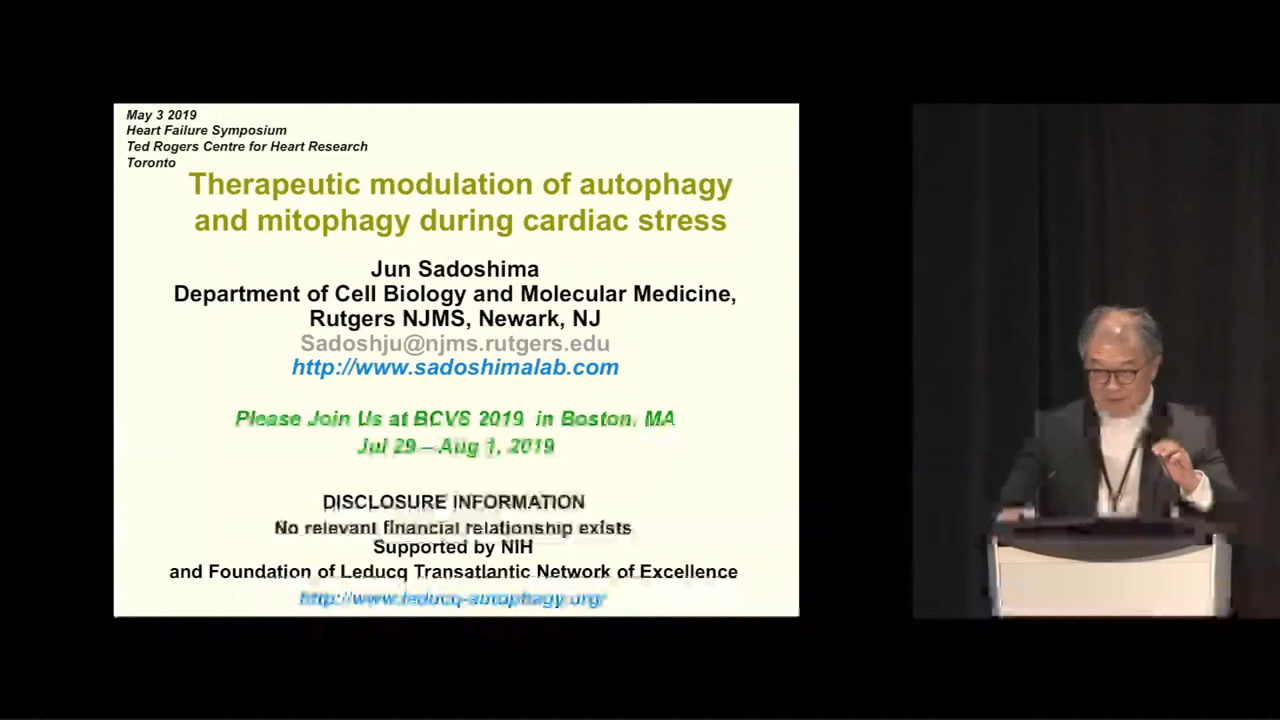 May 3 2019
Heart Failure Symposium
Ted Rogers Centre for Heart Research
Toronto
Therapeutic modulation of autophagy
and mitophagy during cardiac stress
Jun Sadoshima
Department of Cell Biology and Molecular Medicine,
Rutgers NJMS, Newark, NJ
Sadoshju@njms.rutgers.edu
http://www.sadoshimalab.com
Please Join Us at BCVS 2019 in Boston, MA
Jul 29 – Aug 1, 2019
DISCLOSURE INFORMATION
No relevant financial relationship exists
Supported by NIH
and Foundation of Leducq Transatlantic Network of Excellence
http://www.leducq-autophagy.org/